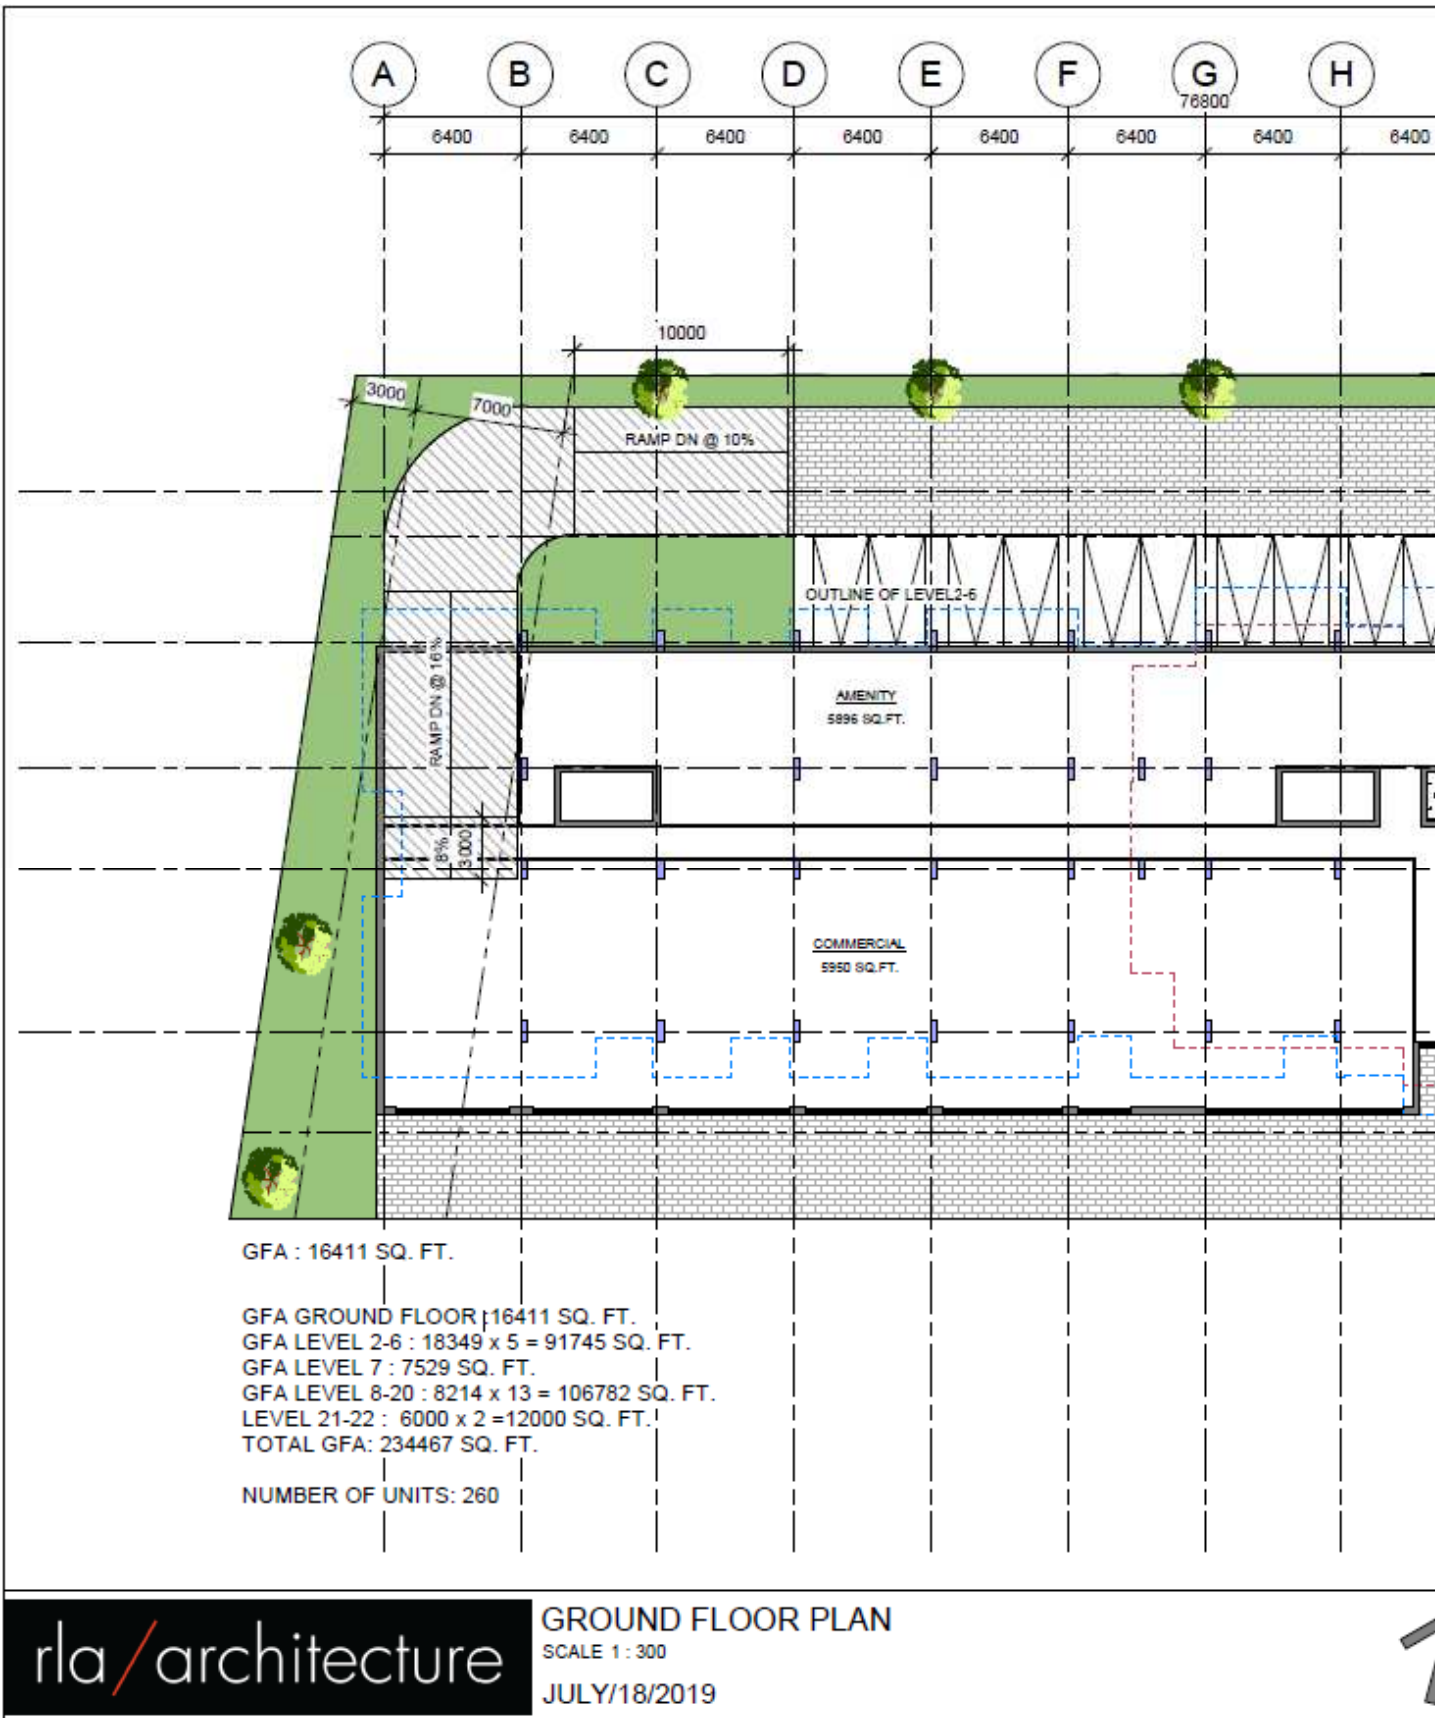 A B C D E F G H
76800
6400 6400 6400 6400 6400 6400 6400 6400
10000
3000
7000
RAMP DN @ 10%
OUTLINE OF LEVEL2-6
RAMP DN @ 16%
AMENITY
5896 SQ.FT.
8%
3000
COMMERCIAL
5950 SQ.FT.
GFA : 16411 SQ. FT.
GFA GROUND FLOOR :16411 SQ. FT.
GFA LEVEL 2-6 : 18349 x 5 = 91745 SQ. FT.
GFA LEVEL 7 : 7529 SQ. FT.
GFA LEVEL 8-20 : 8214 x 13 = 106782 SQ. FT.
LEVEL 21-22 : 6000 x 2 =12000 SQ. FT.
TOTAL GFA: 234467 SQ. FT.
NUMBER OF UNITS: 260
rla/architecture
GROUND FLOOR PLAN
SCALE 1 : 300
JULY/18/2019